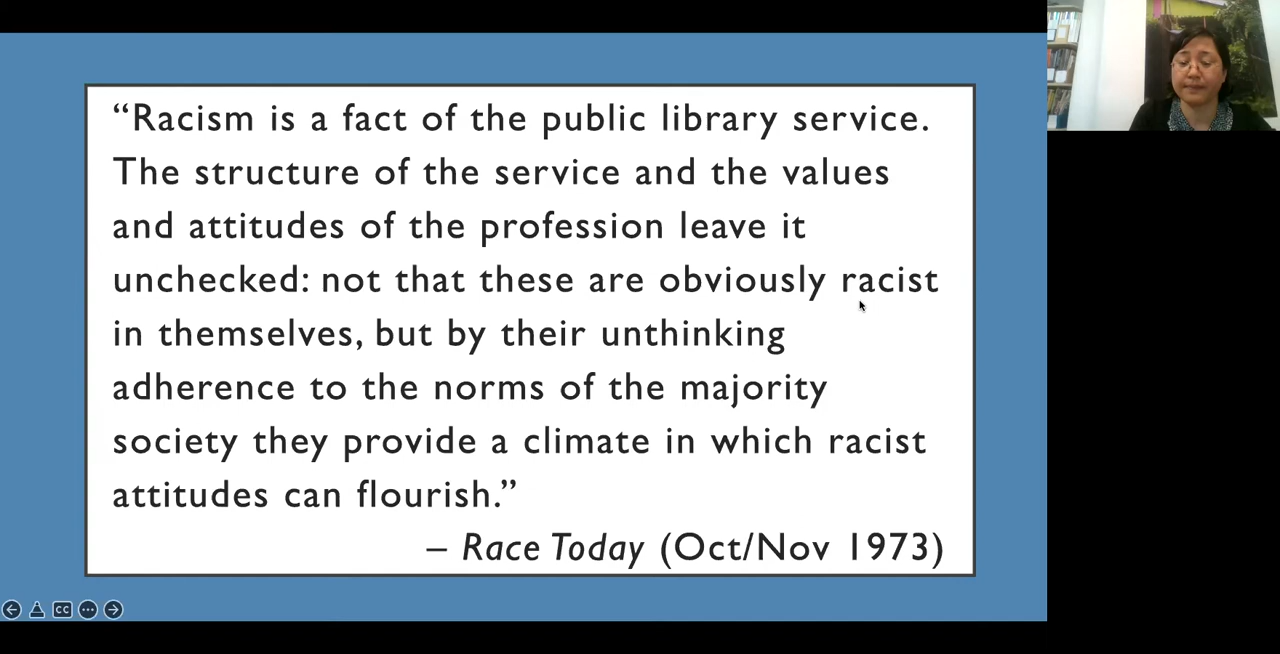 “Racism is a fact of the public library service.
The structure of the service and the values
and attitudes of the profession leave it
unchecked: not that these are obviously racist
in themselves, but by their unthinking
adherence to the norms of the majority
society they provide a climate in which racist
attitudes can flourish.”
– Race Today (Oct/Nov 1973)
CC